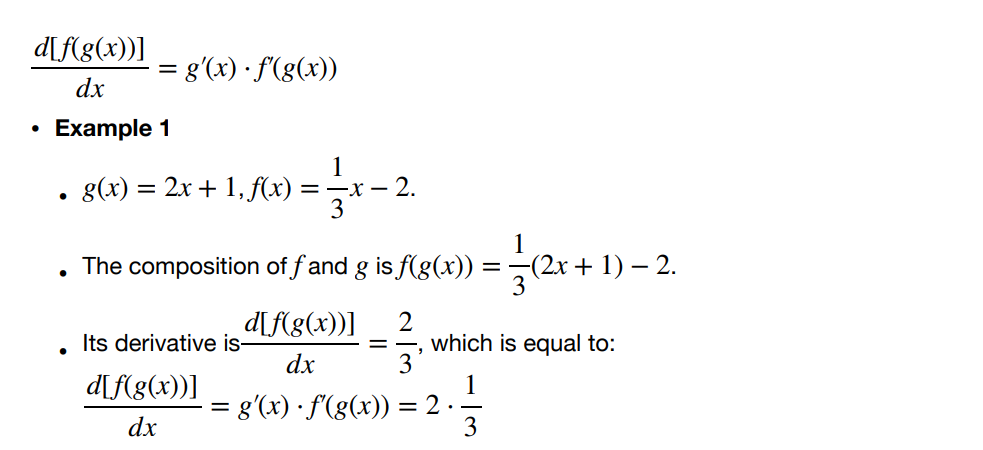 d[f(g(x))]/dx = g′(x) · f′(g(x))
• Example 1
• g(x) = 2x + 1, f(x) = 1/3 x − 2.
• The composition of f and g is f(g(x)) = 1/3 (2x + 1) − 2.
• Its derivative is d[f(g(x))]/dx = 2/3, which is equal to:
d[f(g(x))]/dx = g′(x) · f′(g(x)) = 2 · 1/3